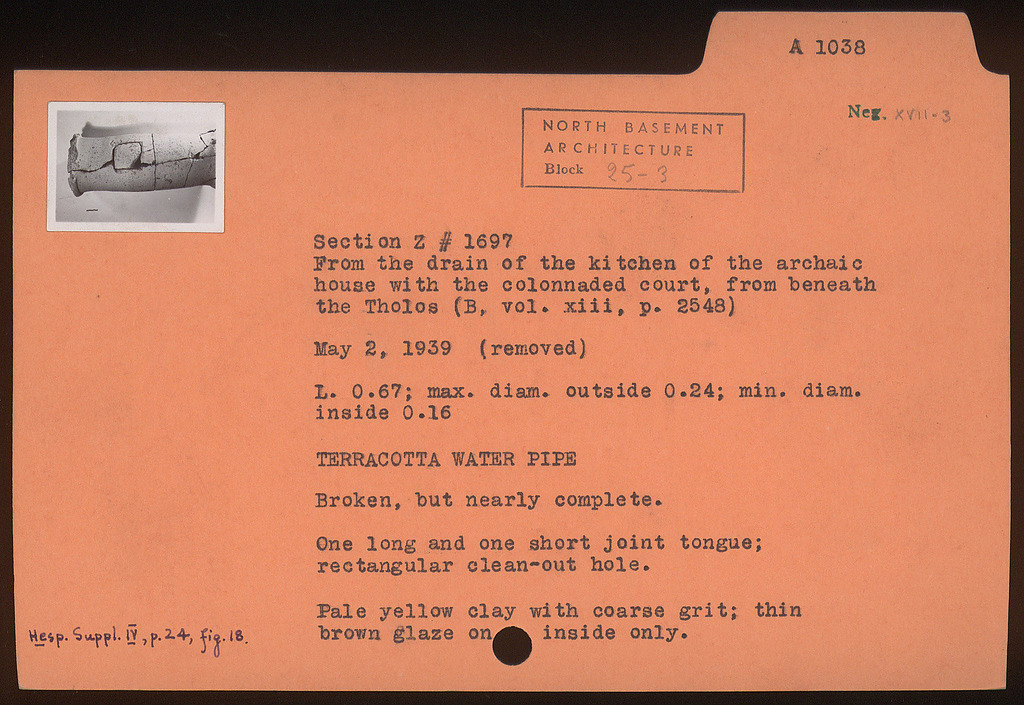 A 1038
Neg. XVII-3
NORTH BASEMENT
ARCHITECTURE
Block 25-3
Section Z # 1697
From the drain of the kitchen of the archaic
house with the colonnaded court, from beneath
the Tholos (B, vol. xiii, p. 2548)
May 2, 1939 (removed)
L. 0.67; max. diam. outside 0.24; min. diam.
inside 0.16
TERRACOTTA WATER PIPE
Broken, but nearly complete.
One long and one short joint tongue;
rectangular clean-out hole.
Pale yellow clay with coarse grit; thin
brown glaze on inside only.
Hesp. Suppl. IV, p. 24, fig. 18.